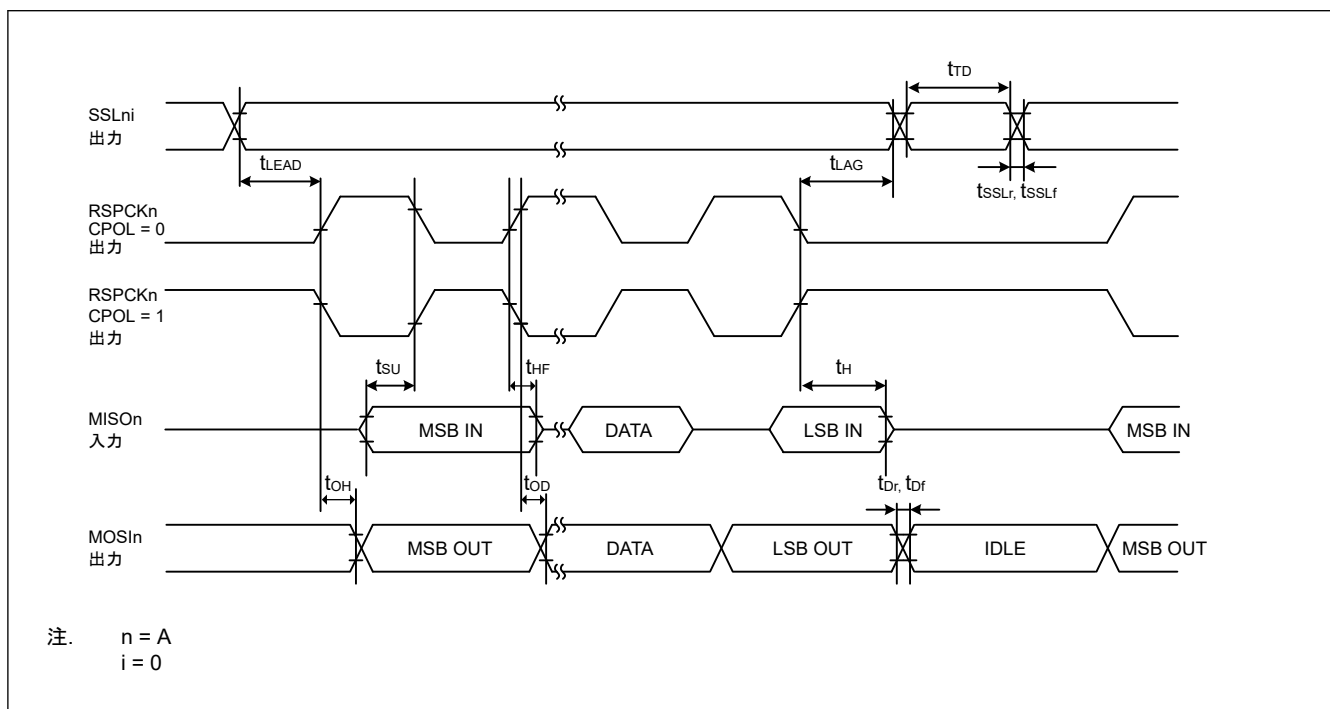 tTD
SSLni
出力
tLEAD
tLAG
tSSLr, tSSLf
RSPCKn
CPOL = 0
出力
RSPCKn
CPOL = 1
出力
tSU
tHF
tH
MISOn
入力
MSB IN
DATA
LSB IN
MSB IN
tOH
tOD
tDr, tDf
MOSIn
出力
MSB OUT
DATA
LSB OUT
IDLE
MSB OUT
注. n = A
i = 0